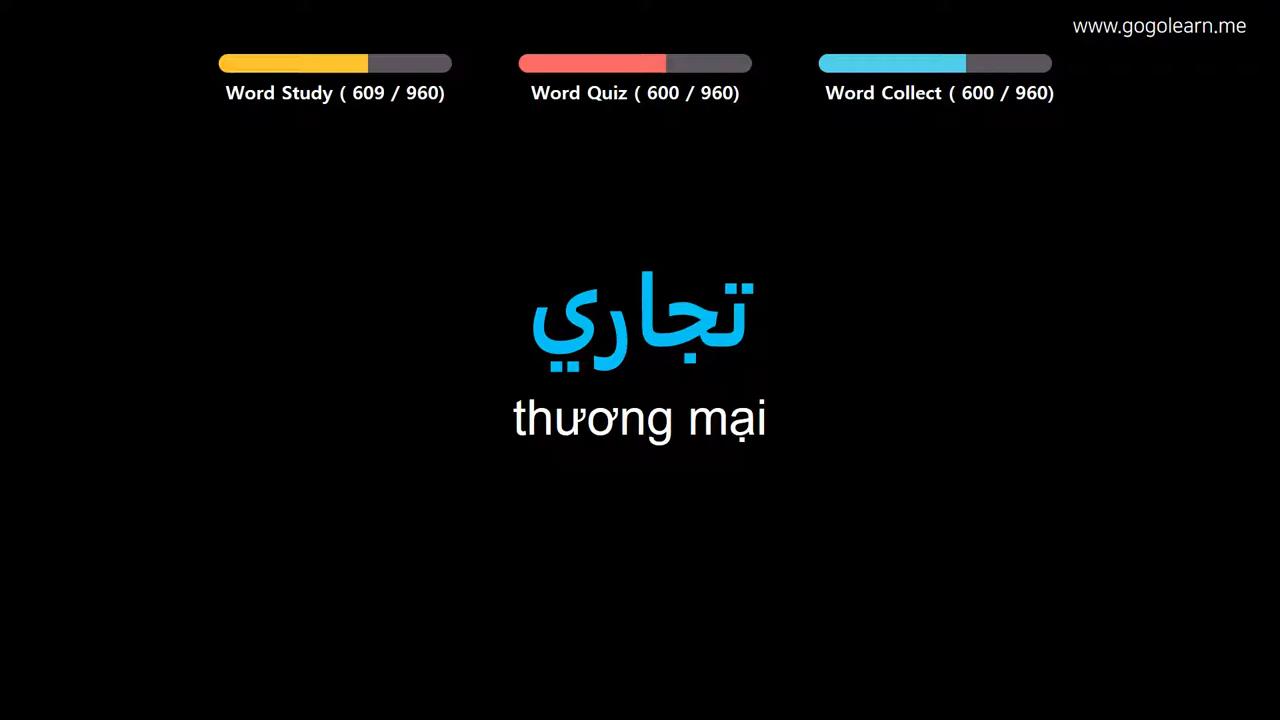 www.gogolearn.me
Word Study ( 609 / 960)
Word Quiz ( 600 / 960)
Word Collect ( 600 / 960)
تجاري
thương mại